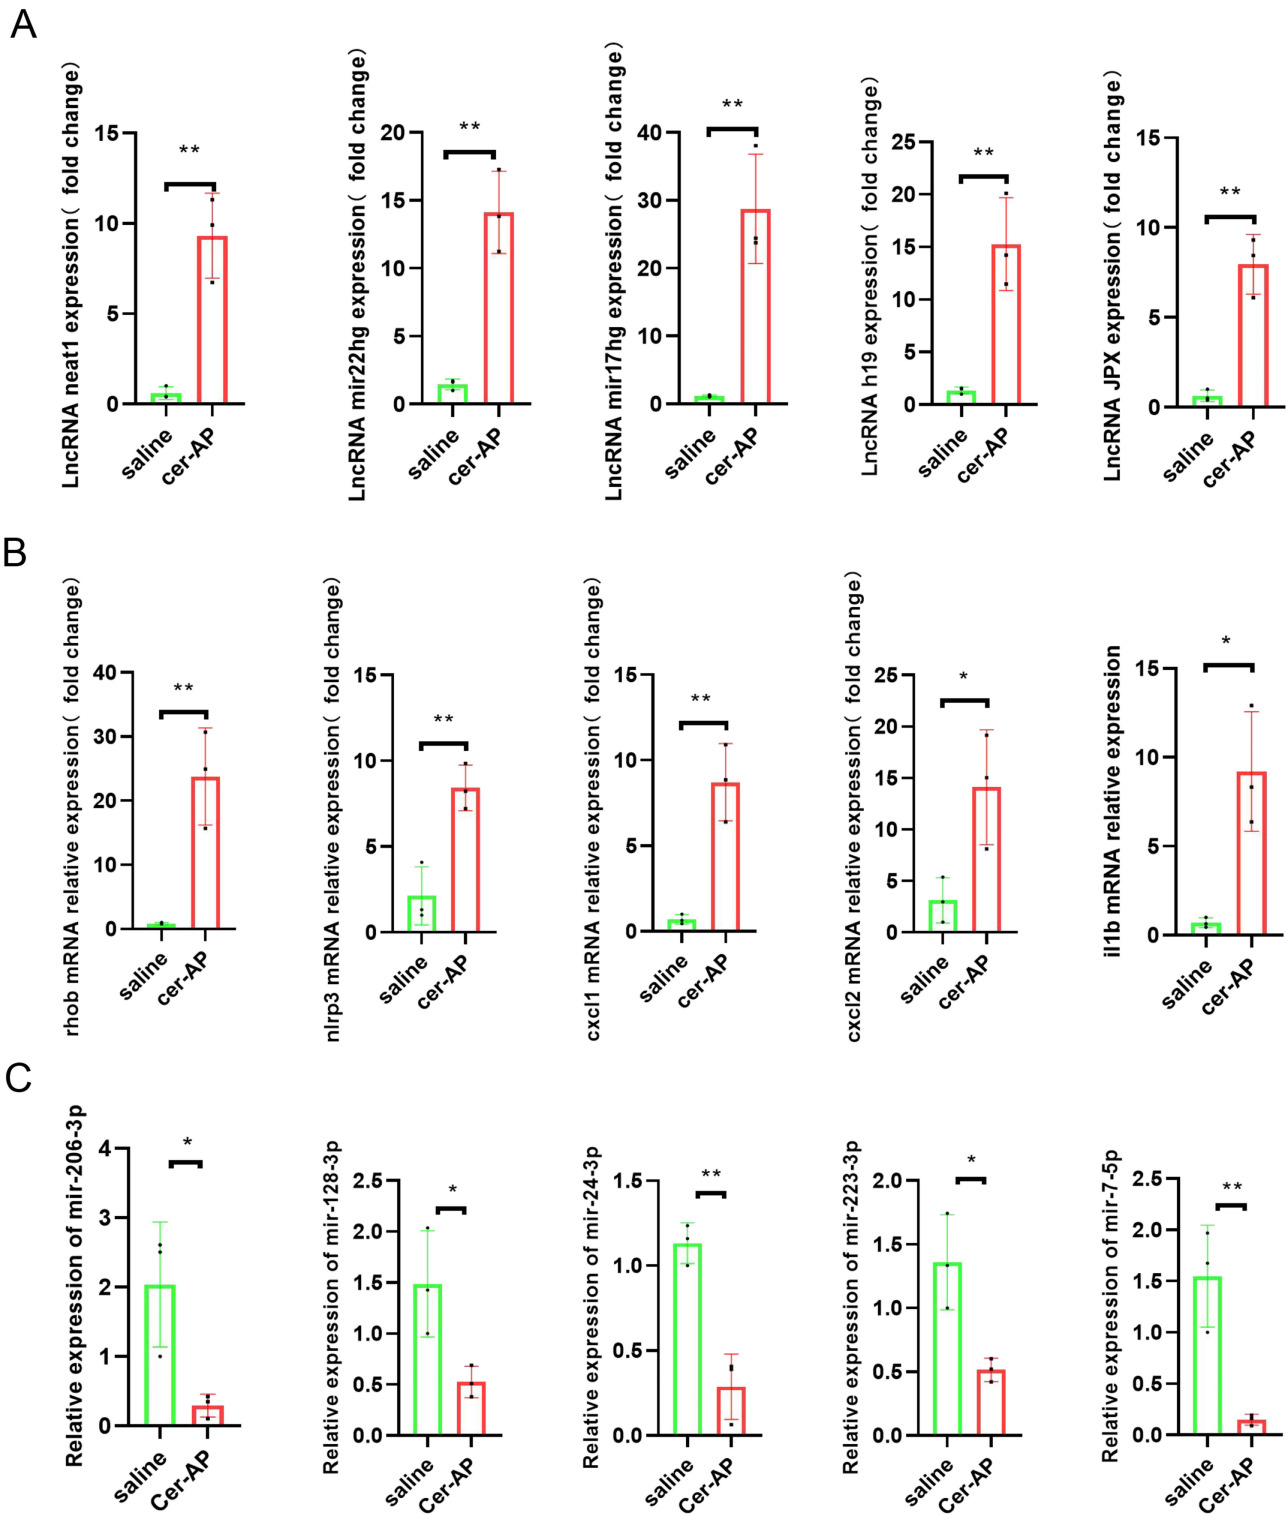 A
LncRNA neat1 expression( fold change)
15
10
5
0
**
saline
cer-AP
LncRNA mir22hg expression( fold change)
20
15
10
5
0
**
saline
cer-AP
LncRNA mir17hg expression( fold change)
40
30
20
10
0
**
saline
cer-AP
LncRNA h19 expression( fold change)
25
20
15
10
5
0
**
saline
cer-AP
LncRNA JPX expression( fold change)
15
10
5
0
**
saline
cer-AP
B
rhob mRNA relative expression( fold change)
40
30
20
10
0
**
saline
cer-AP
nlrp3 mRNA relative expression( fold change)
15
10
5
0
**
saline
cer-AP
cxcl1 mRNA relative expression( fold change)
15
10
5
0
**
saline
cer-AP
cxcl2 mRNA relative expression( fold change)
25
20
15
10
5
0
*
saline
cer-AP
il1b mRNA relative expression
15
10
5
0
*
saline
cer-AP
C
Relative expression of mir-206-3p
4
3
2
1
0
*
saline
Cer-AP
Relative expression of mir-128-3p
2.5
2.0
1.5
1.0
0.5
0.0
*
saline
Cer-AP
Relative expression of mir-24-3p
1.5
1.0
0.5
0.0
**
saline
Cer-AP
Relative expression of mir-223-3p
2.0
1.5
1.0
0.5
0.0
*
saline
Cer-AP
Relative expression of mir-7-5p
2.5
2.0
1.5
1.0
0.5
0.0
**
saline
Cer-AP